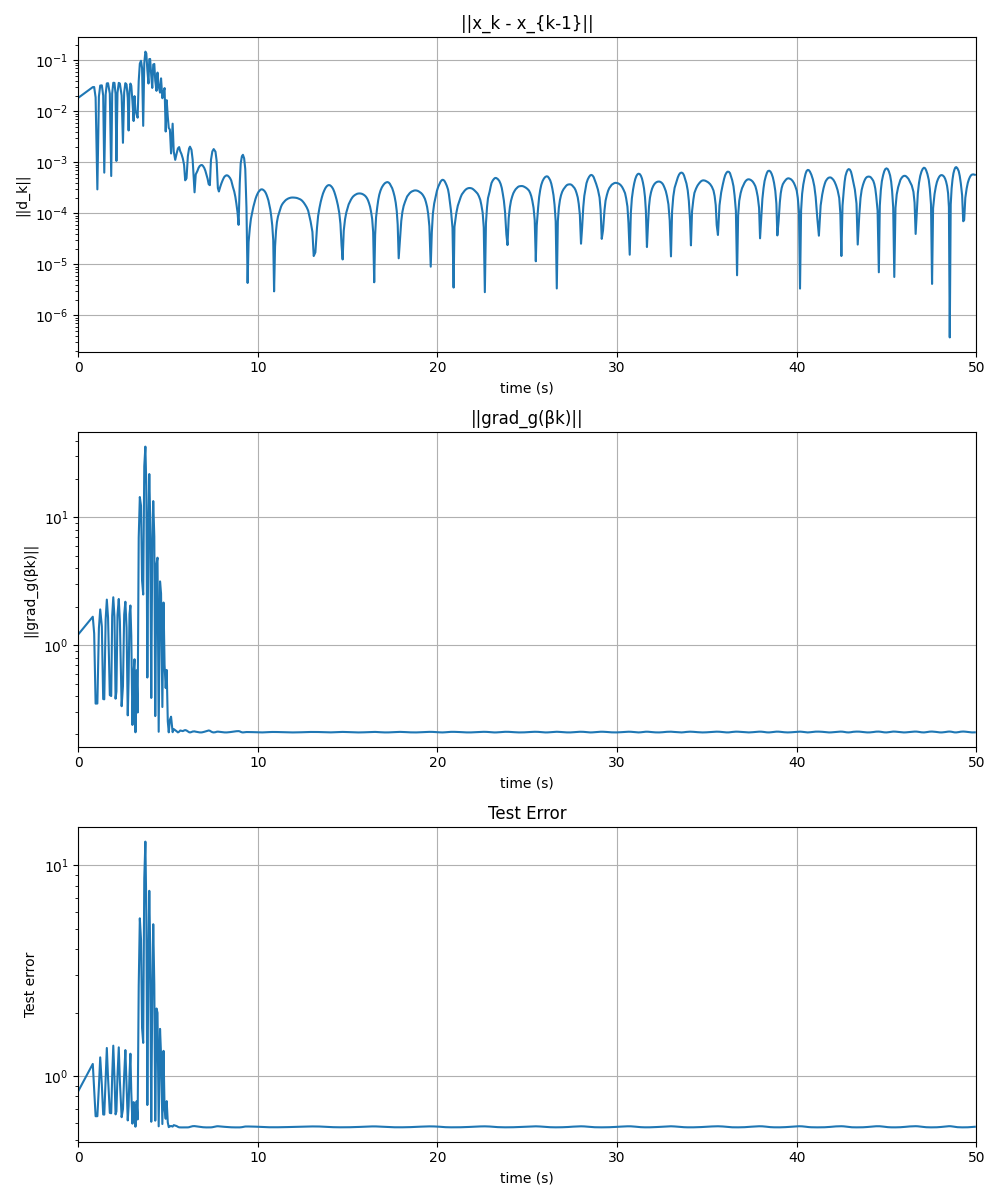 ||x_k - x_{k-1}||
||d_k||
10⁻¹
10⁻²
10⁻³
10⁻⁴
10⁻⁵
10⁻⁶
0 10 20 30 40 50
time (s)
||grad_g(βk)||
||grad_g(βk)||
10¹
10⁰
0 10 20 30 40 50
time (s)
Test Error
Test error
10¹
10⁰
0 10 20 30 40 50
time (s)